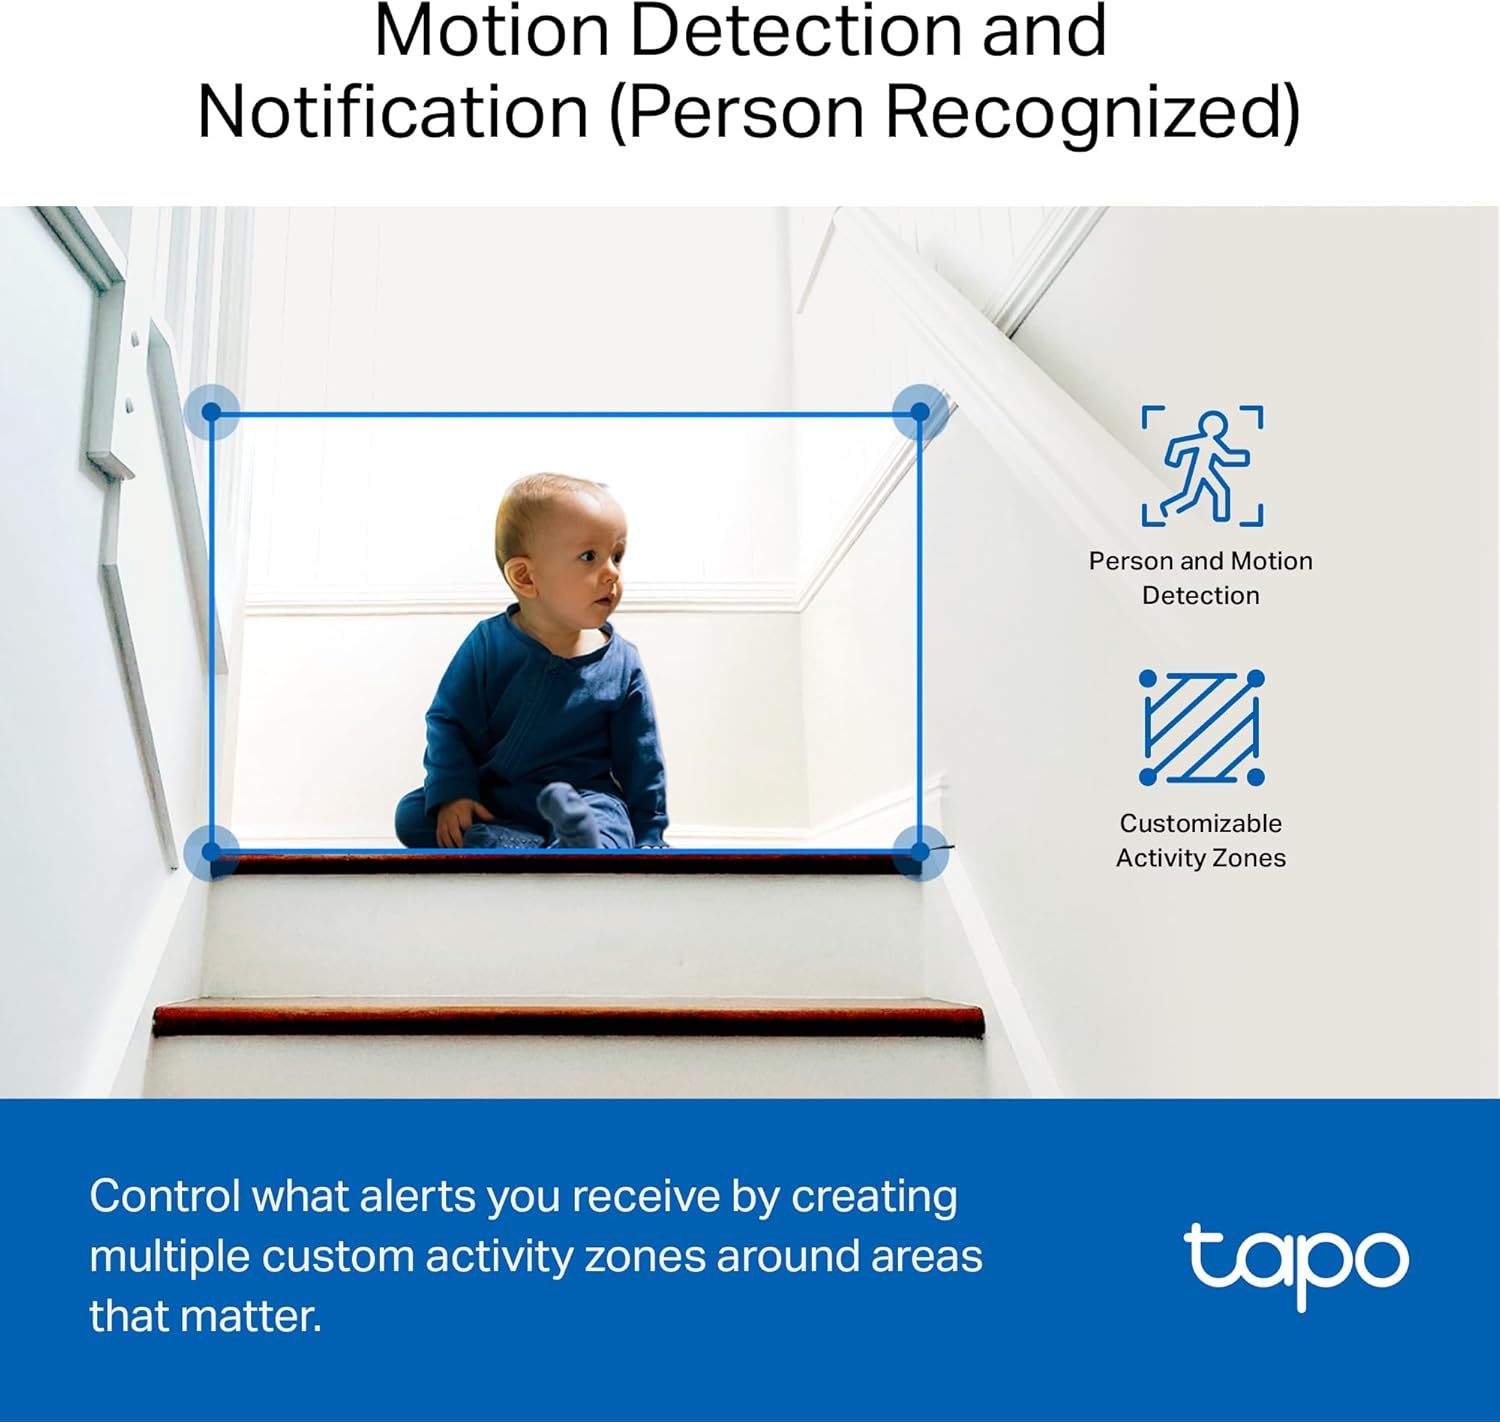 Motion Detection and
Notification (Person Recognized)
Person and Motion
Detection
Customizable
Activity Zones
Control what alerts you receive by creating
multiple custom activity zones around areas
that matter.
tapo